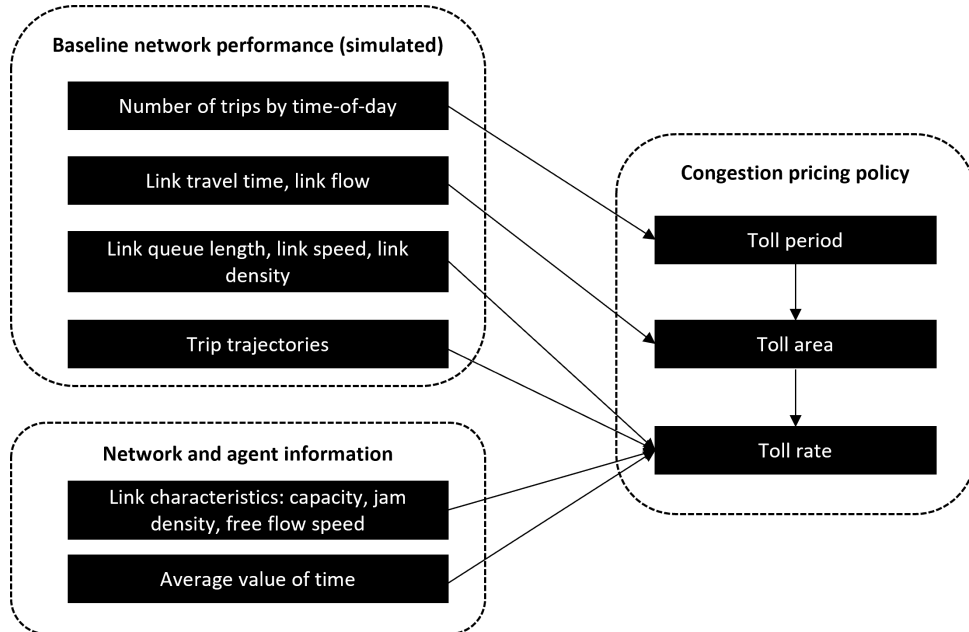 Baseline network performance (simulated)
Number of trips by time-of-day
Link travel time, link flow
Link queue length, link speed, link
density
Trip trajectories
Network and agent information
Link characteristics: capacity, jam
density, free flow speed
Average value of time
Congestion pricing policy
Toll period
Toll area
Toll rate